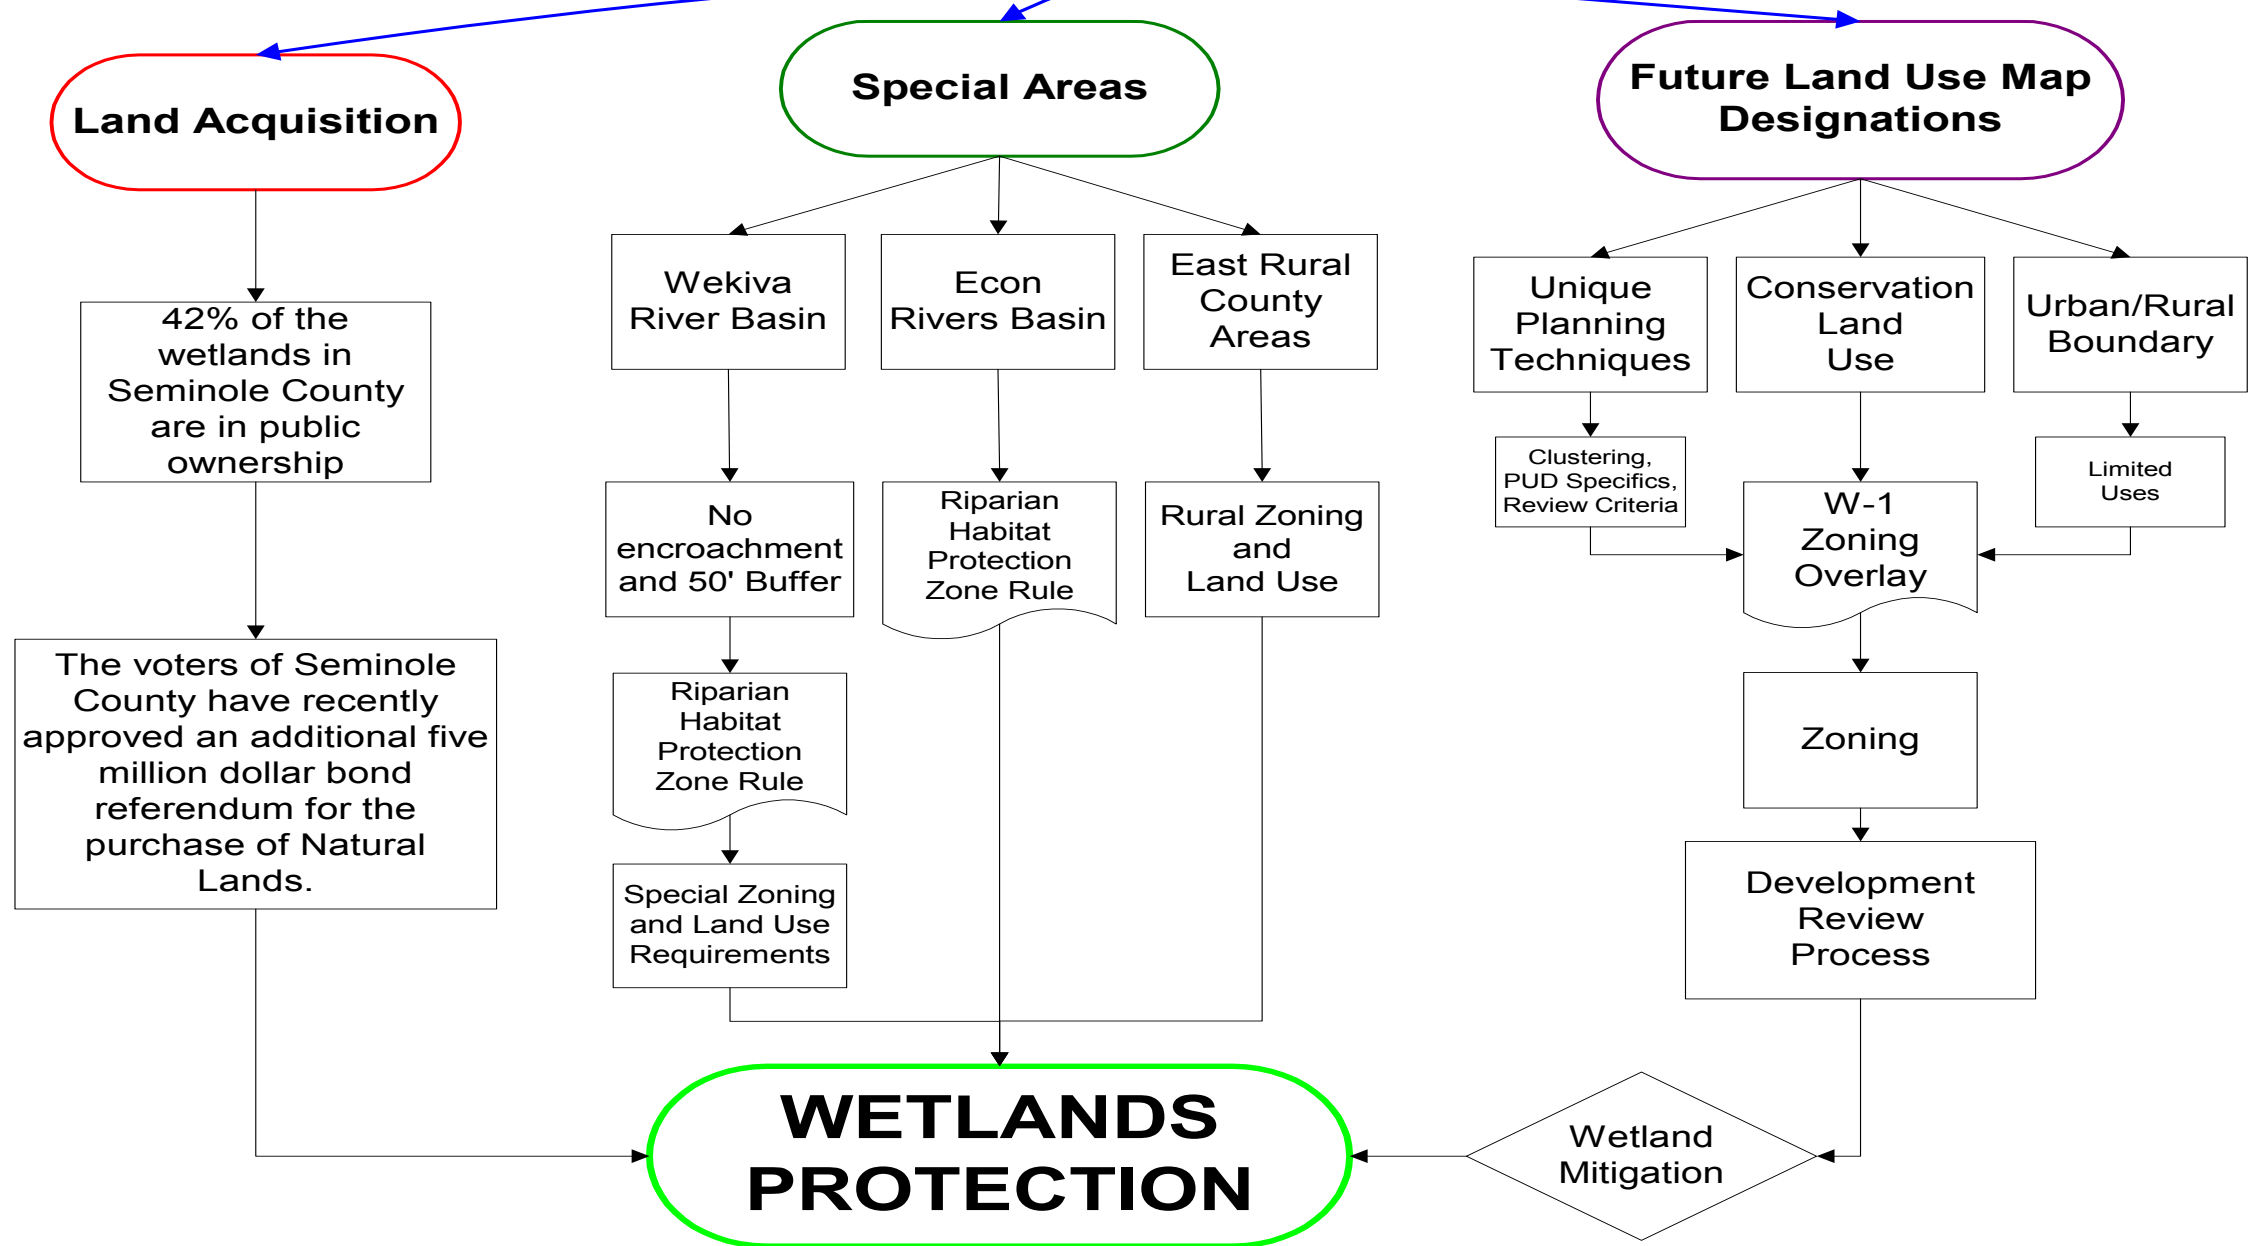 Land Acquisition
42% of the
wetlands in
Seminole County
are in public
ownership
The voters of Seminole
County have recently
approved an additional five
million dollar bond
referendum for the
purchase of Natural
Lands.
Special Areas
Wekiva
River Basin
No
encroachment
and 50' Buffer
Riparian
Habitat
Protection
Zone Rule
Special Zoning
and Land Use
Requirements
Econ
Rivers Basin
Riparian
Habitat
Protection
Zone Rule
East Rural
County
Areas
Rural Zoning
and
Land Use
Future Land Use Map
Designations
Unique
Planning
Techniques
Clustering,
PUD Specifics,
Review Criteria
Conservation
Land
Use
Urban/Rural
Boundary
Limited
Uses
W-1
Zoning
Overlay
Zoning
Development
Review
Process
Wetland
Mitigation
WETLANDS
PROTECTION